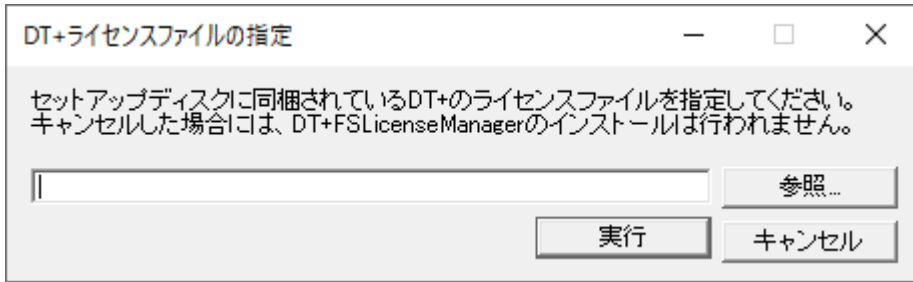 DT+ライセンスファイルの指定
セットアップディスクに同梱されているDT+のライセンスファイルを指定してください。
キャンセルした場合には、DT+FSLicenseManagerのインストールは行われません。
参照...
実行
キャンセル